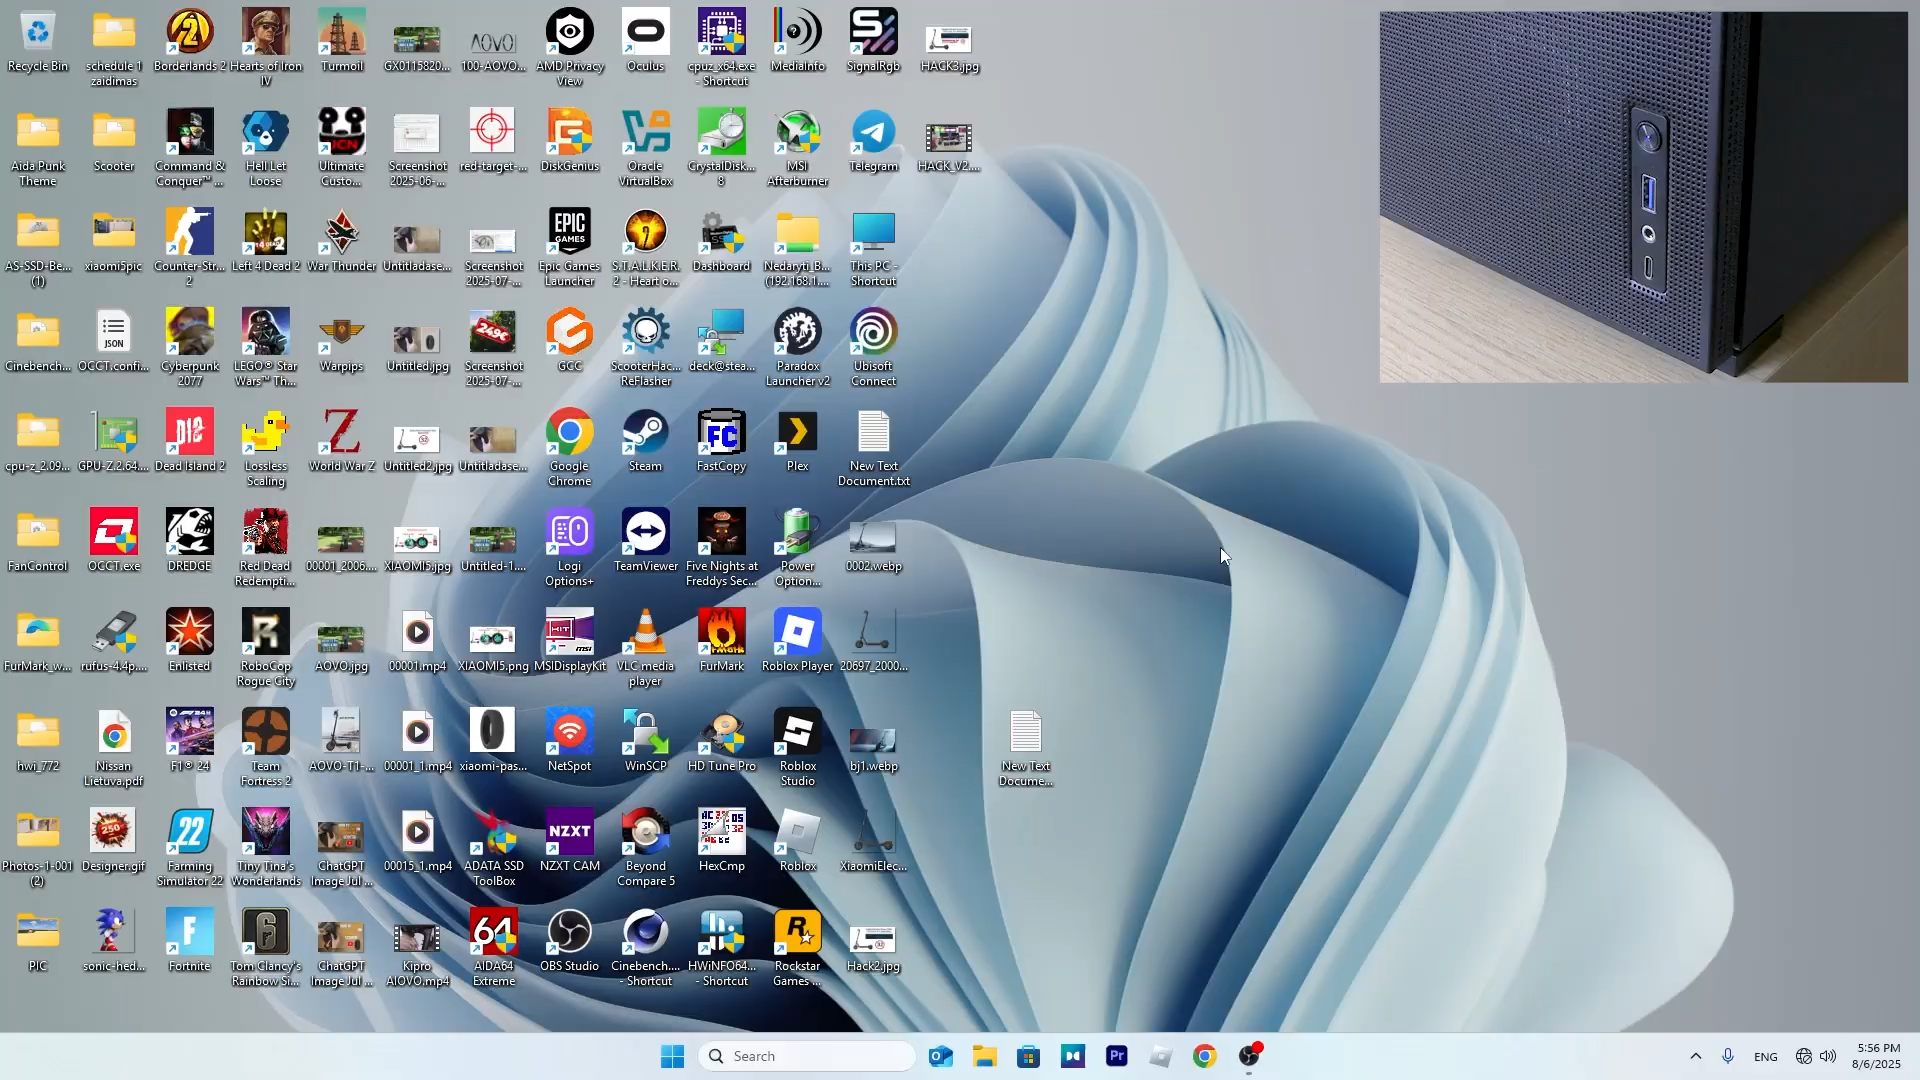 Recycle Bin
schedule 1 zaidimas
Borderlands 2
Hearts of Iron IV
Turmoil
GX0115820...
100-AOVO...
AMD Privacy View
Oculus
cpuz_x64.exe - Shortcut
MediaInfo
SignalRgb
HACK3.jpg
Aida Punk Theme
Scooter
Command & Conquer™ ...
Hell Let Loose
Ultimate Custo...
Screenshot 2025-06-...
red-target-...
DiskGenius
Oracle VirtualBox
CrystalDisk... 8
MSI Afterburner
Telegram
HACK_V2....
AS-SSD-Be... (1)
xiaomi5pic
Counter-Str... 2
Left 4 Dead 2
War Thunder
Untitladase...
Screenshot 2025-07-...
EPIC GAMES
Epic Games Launcher
S.T.A.L.K.E.R. 2 - Heart o...
Dashboard
Nedaryti_B... (192.168.1....
This PC - Shortcut
Cinebench...
JSON
OCCT.confi...
Cyberpunk 2077
LEGO® Star Wars™ Th...
Warpips
Untitled.jpg
249€
Screenshot 2025-07-...
GCC
ScooterHac... ReFlasher
deck@stea...
Paradox Launcher v2
Ubisoft Connect
cpu-z_2.09...
GPU-Z.2.64....
Dead Island 2
Lossless Scaling
World War Z
Untitled2.jpg
Untitladase...
Google Chrome
Steam
FC
FastCopy
Plex
New Text Document.txt
FanControl
OCCT.exe
DREDGE
Red Dead Redempti...
00001_2006....
XIAOMI5.jpg
Untitled-1....
Logi Options+
TeamViewer
Five Nights at Freddys Sec...
Power Option...
0002.webp
FurMark_w...
rufus-4.4p....
Enlisted
RoboCop Rogue City
AOVO.jpg
00001.mp4
XIAOMI5.png
MSIDisplayKit
VLC media player
FurMark
Roblox Player
20697_2000...
hwi_772
Nissan Lietuva.pdf
F1® 24
Team Fortress 2
AOVO-T1-...
00001_1.mp4
xiaomi-pas...
NetSpot
WinSCP
HD Tune Pro
Roblox Studio
bj1.webp
New Text Docume...
Photos-1-001 (2)
Designer.gif
22
Farming Simulator 22
Tiny Tina's Wonderlands
ChatGPT Image Jul ...
00015_1.mp4
ADATA SSD ToolBox
NZXT
NZXT CAM
Beyond Compare 5
HexCmp
Roblox
XiaomiElec...
PIC
sonic-hed...
Fortnite
Tom Clancy's Rainbow Si...
ChatGPT Image Jul ...
Kipro AIOVO.mp4
64
AIDA64 Extreme
OBS Studio
Cinebench.... - Shortcut
HWiNFO64... - Shortcut
Rockstar Games ...
Hack2.jpg
Search
Pr
ENG
5:56 PM
8/6/2025